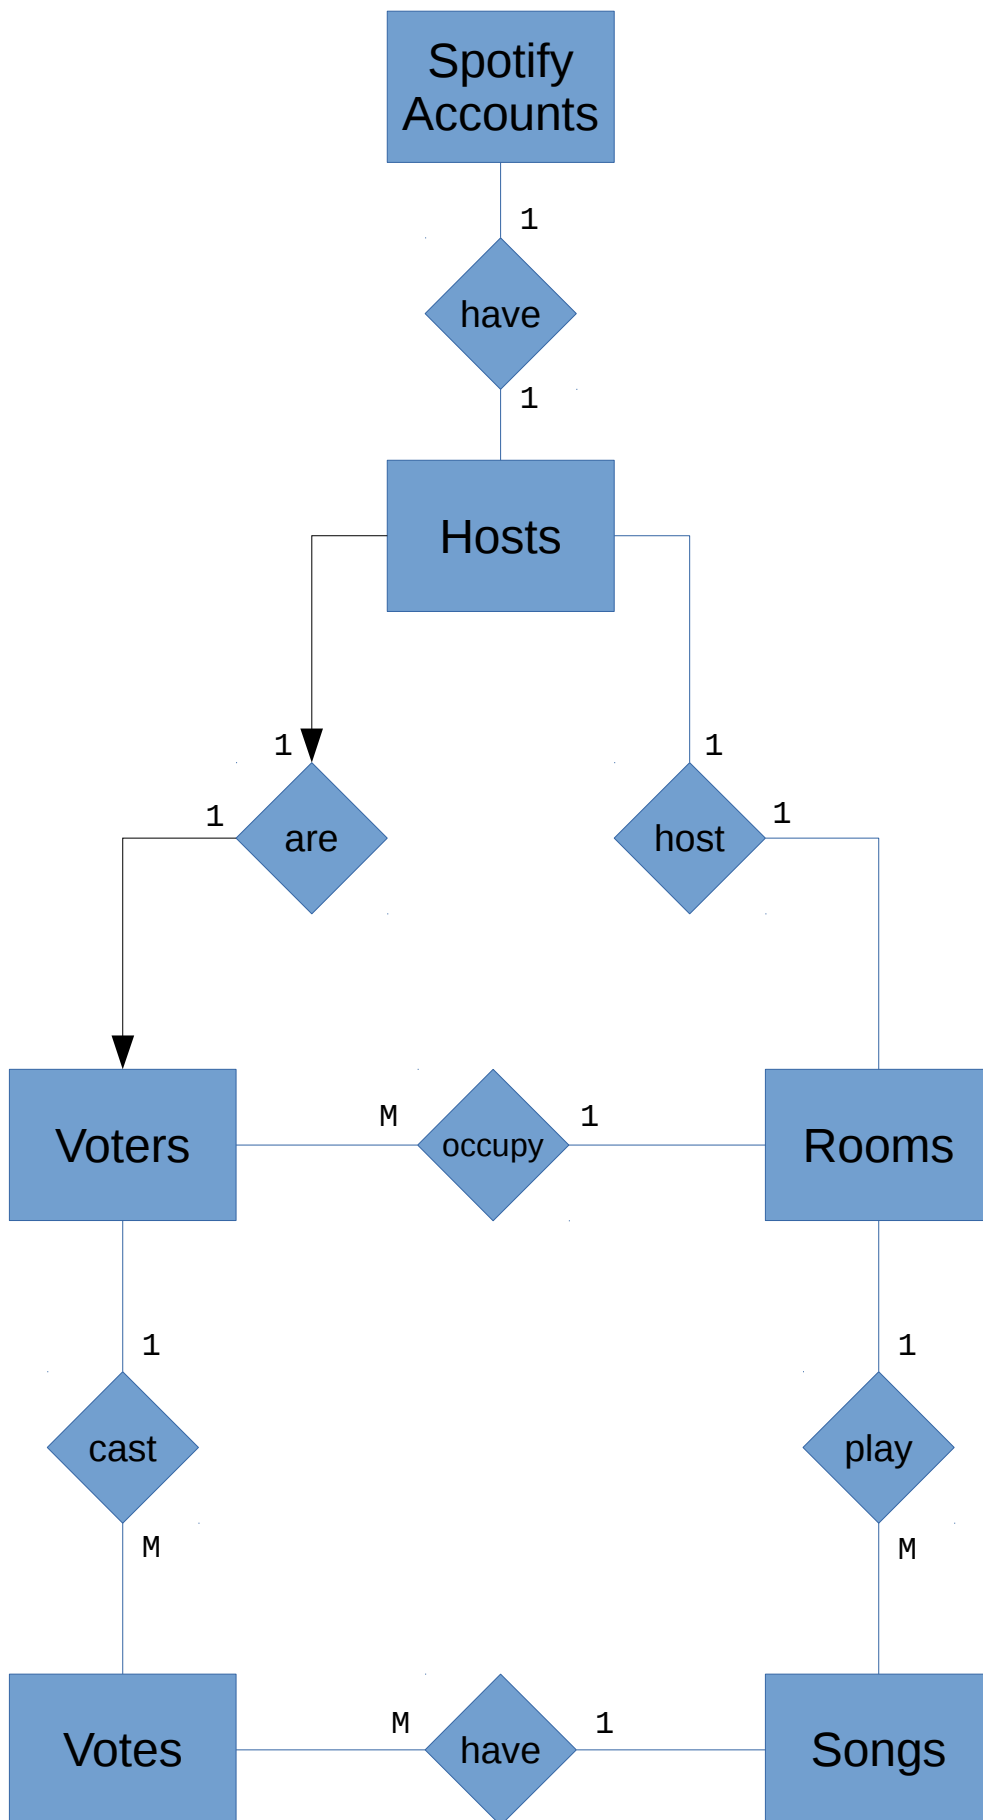 Spotify
Accounts
1
have
1
Hosts
1
1
are
1
host
1
Voters
M
occupy
1
Rooms
1
cast
M
1
play
M
Votes
M
have
1
Songs